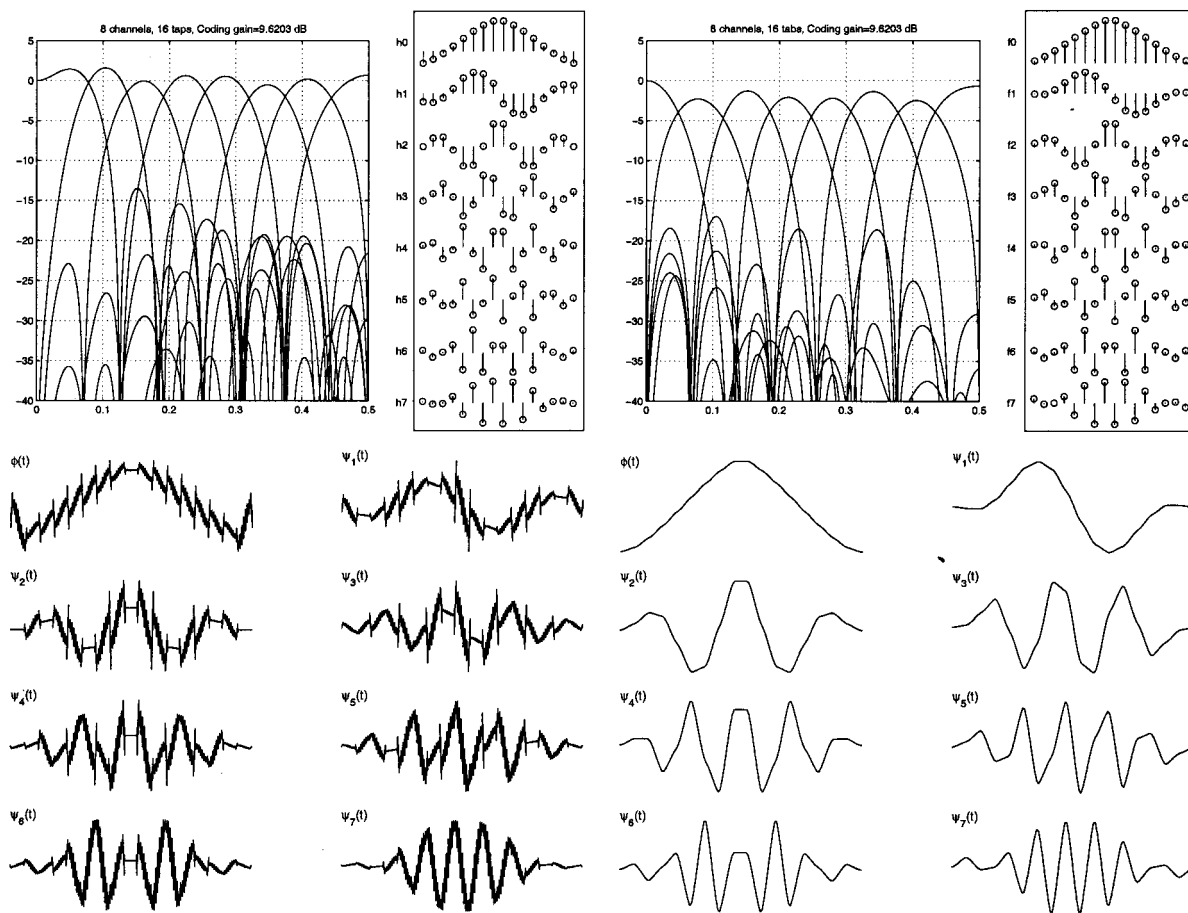 8 channels, 16 taps, Coding gain=9.6203 dB
5
0
−5
−10
−15
−20
−25
−30
−35
−40
0
0.1
0.2
0.3
0.4
0.5
h0
h1
h2
h3
h4
h5
h6
h7
8 channels, 16 tabs, Coding gain=9.6203 dB
5
0
−5
−10
−15
−20
−25
−30
−35
−40
0
0.1
0.2
0.3
0.4
0.5
f0
f1
f2
f3
f4
f5
f6
f7
ϕ(t)
ψ₁(t)
ϕ(t)
ψ₁(t)
ψ₂(t)
ψ₃(t)
ψ₂(t)
ψ₃(t)
ψ₄(t)
ψ₅(t)
ψ₄(t)
ψ₅(t)
ψ₆(t)
ψ₇(t)
ψ₆(t)
ψ₇(t)